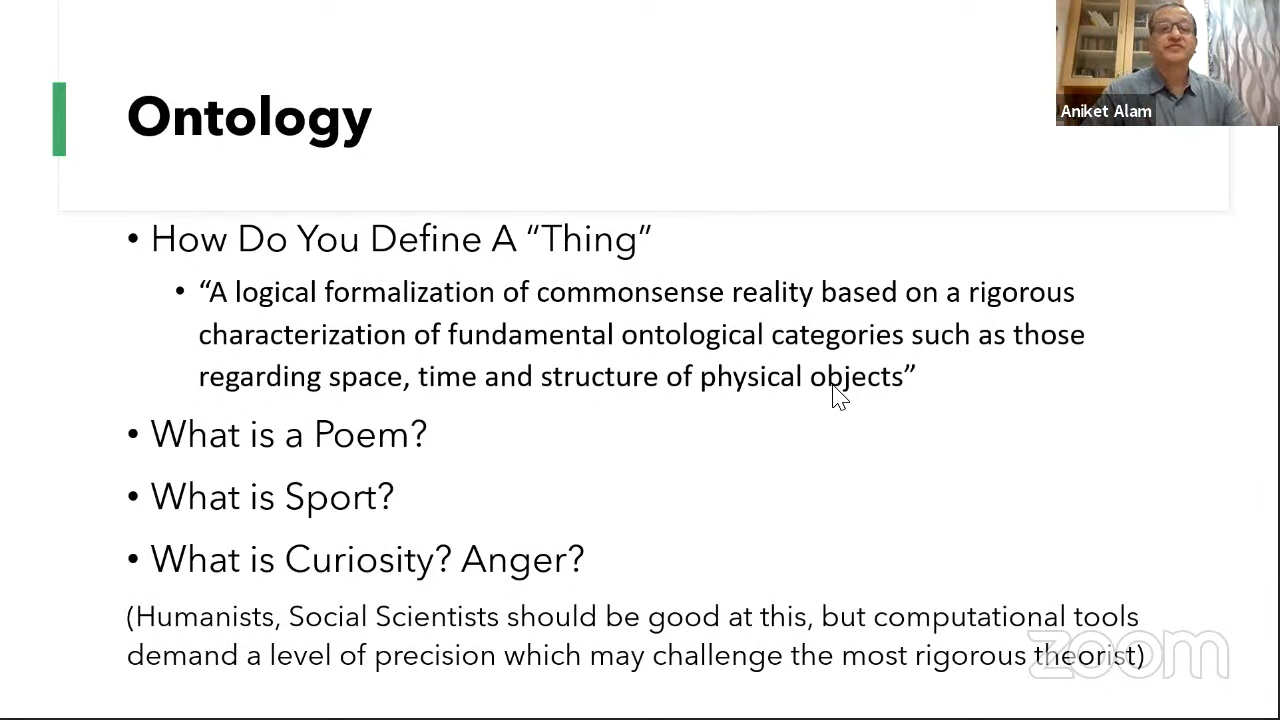 Aniket Alam
Ontology
• How Do You Define A “Thing”
• “A logical formalization of commonsense reality based on a rigorous
characterization of fundamental ontological categories such as those
regarding space, time and structure of physical objects”
• What is a Poem?
• What is Sport?
• What is Curiosity? Anger?
(Humanists, Social Scientists should be good at this, but computational tools
demand a level of precision which may challenge the most rigorous theorist)
zoom